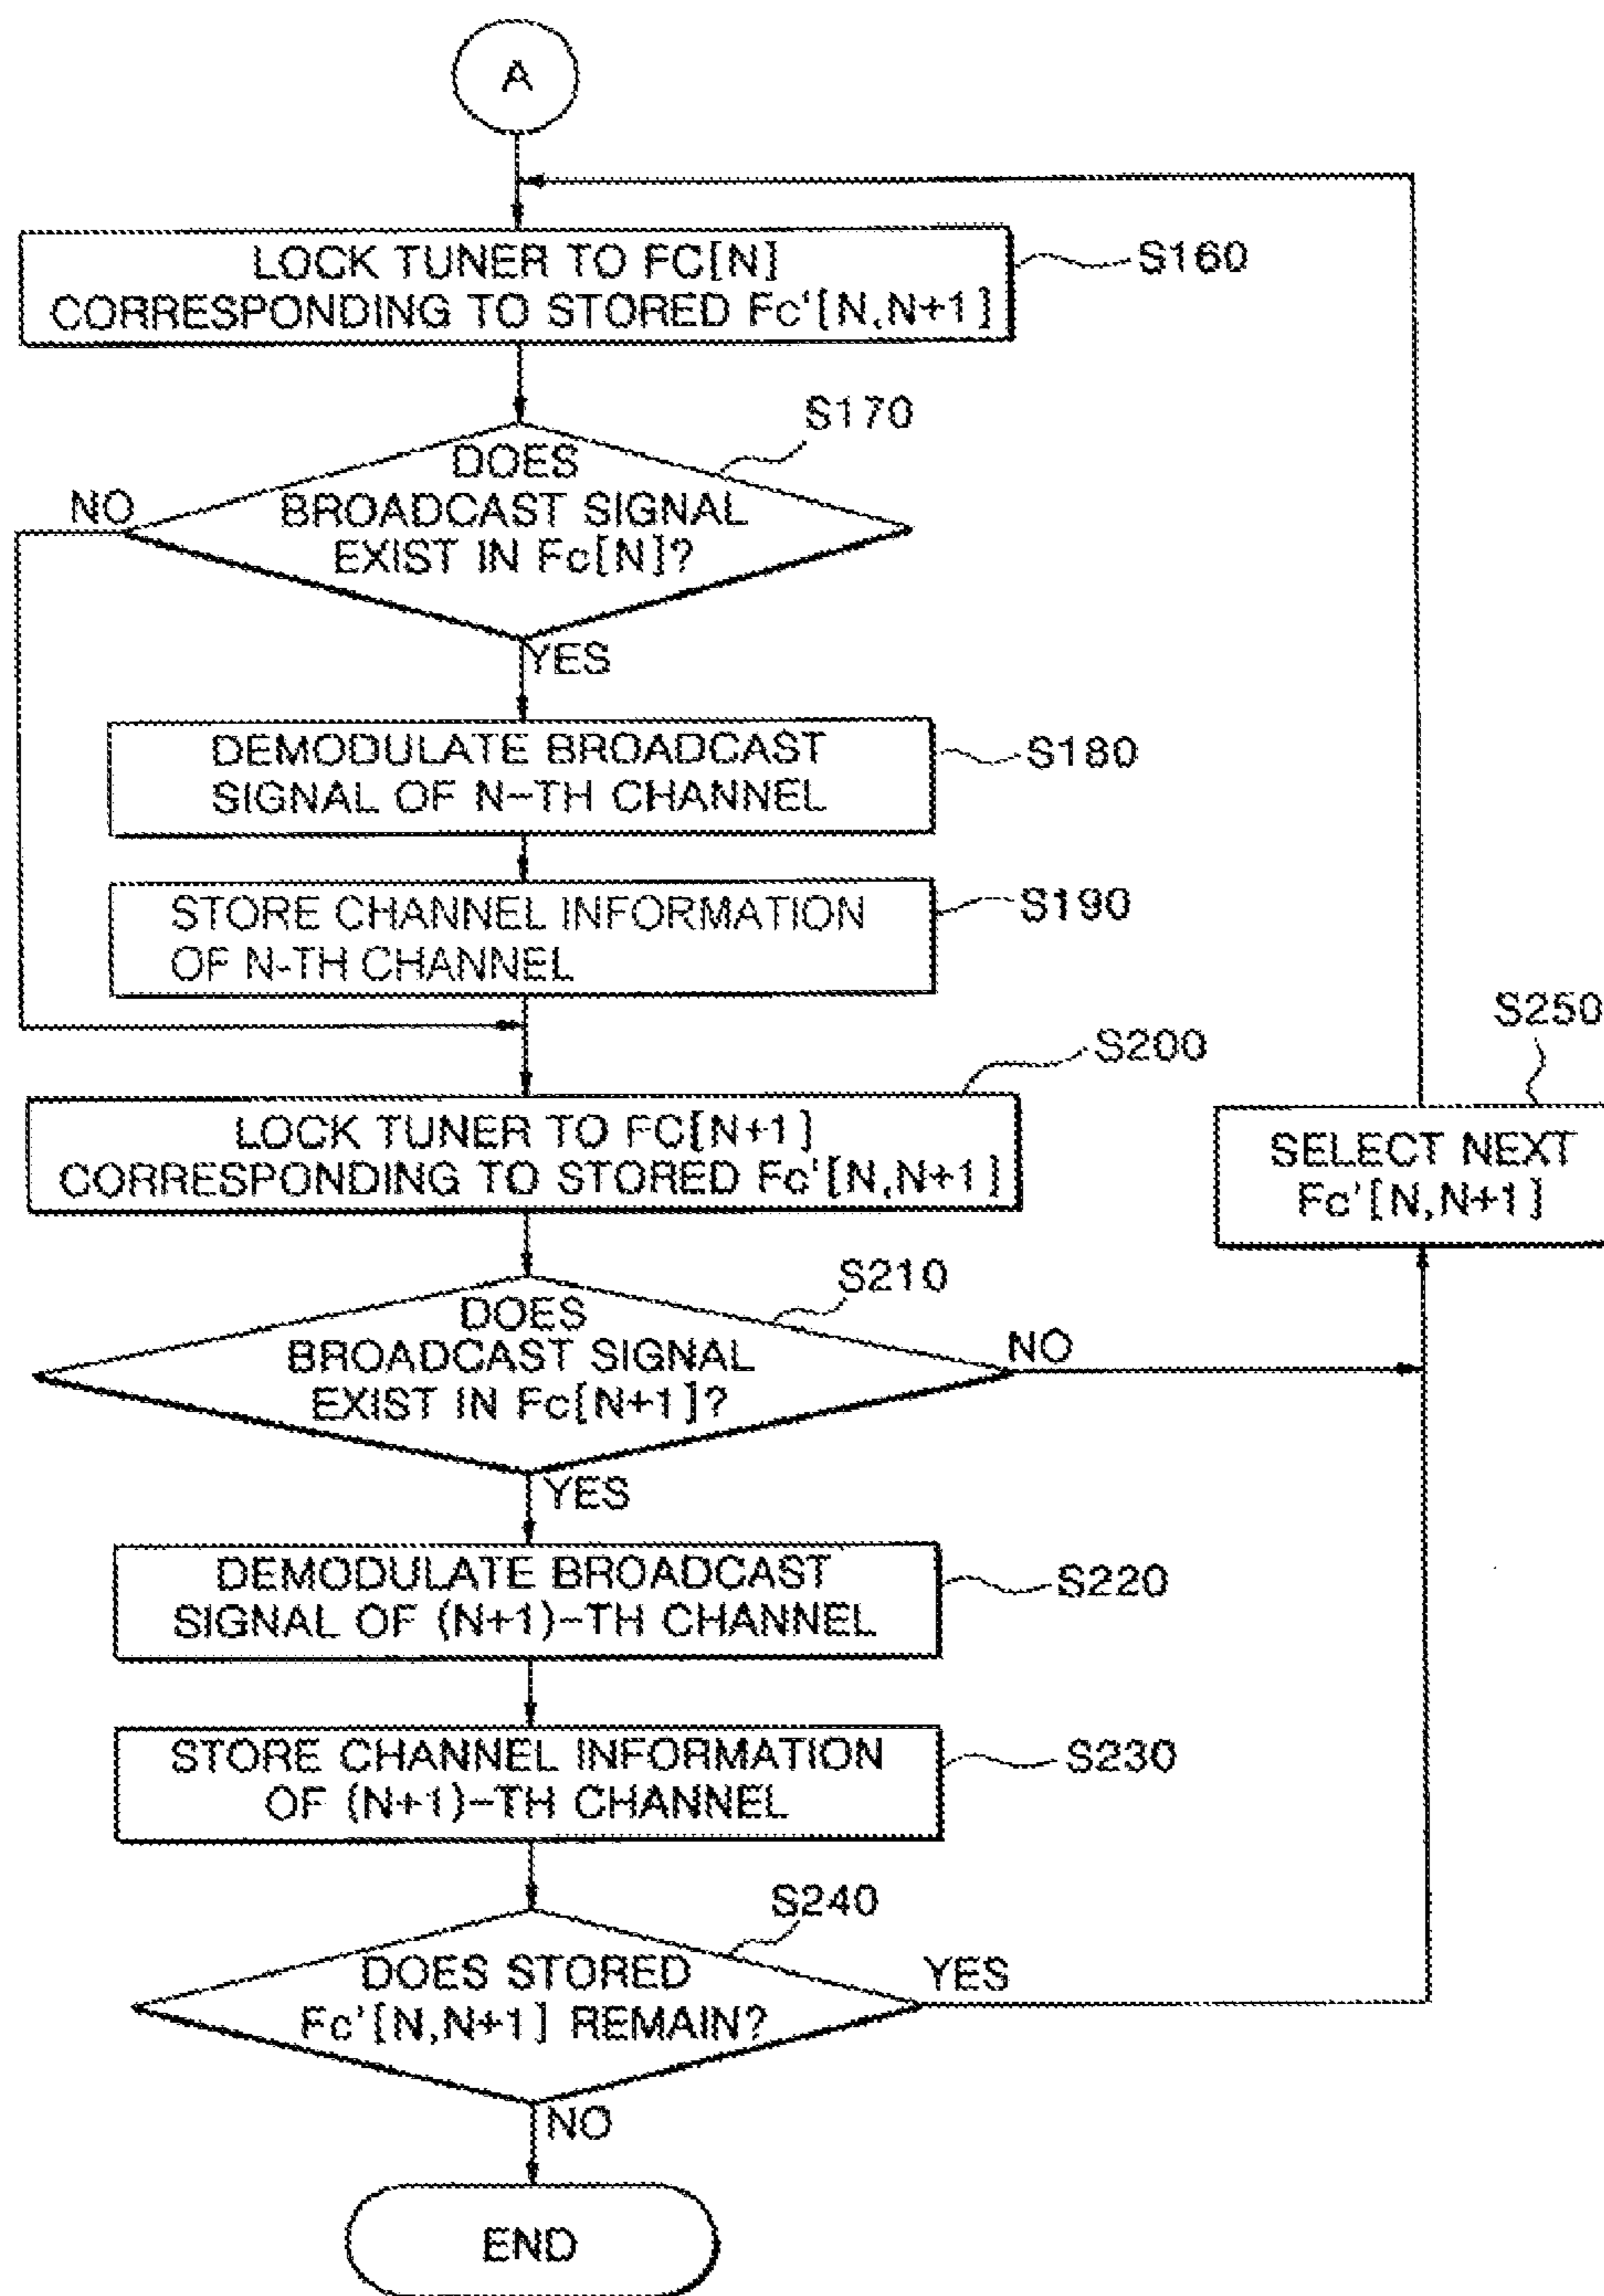 A
LOCK TUNER TO FC[N]
CORRESPONDING TO STORED Fc'[N,N+1]
S160
S170
DOES
BROADCAST SIGNAL
EXIST IN Fc[N]?
NO
YES
DEMODULATE BROADCAST
SIGNAL OF N-TH CHANNEL
S180
STORE CHANNEL INFORMATION
OF N-TH CHANNEL
S190
S200
LOCK TUNER TO FC[N+1]
CORRESPONDING TO STORED Fc'[N,N+1]
S250
SELECT NEXT
Fc'[N,N+1]
S210
DOES
BROADCAST SIGNAL
EXIST IN Fc[N+1]?
NO
YES
DEMODULATE BROADCAST
SIGNAL OF (N+1)-TH CHANNEL
S220
STORE CHANNEL INFORMATION
OF (N+1)-TH CHANNEL
S230
S240
DOES STORED
Fc'[N,N+1] REMAIN?
YES
NO
END